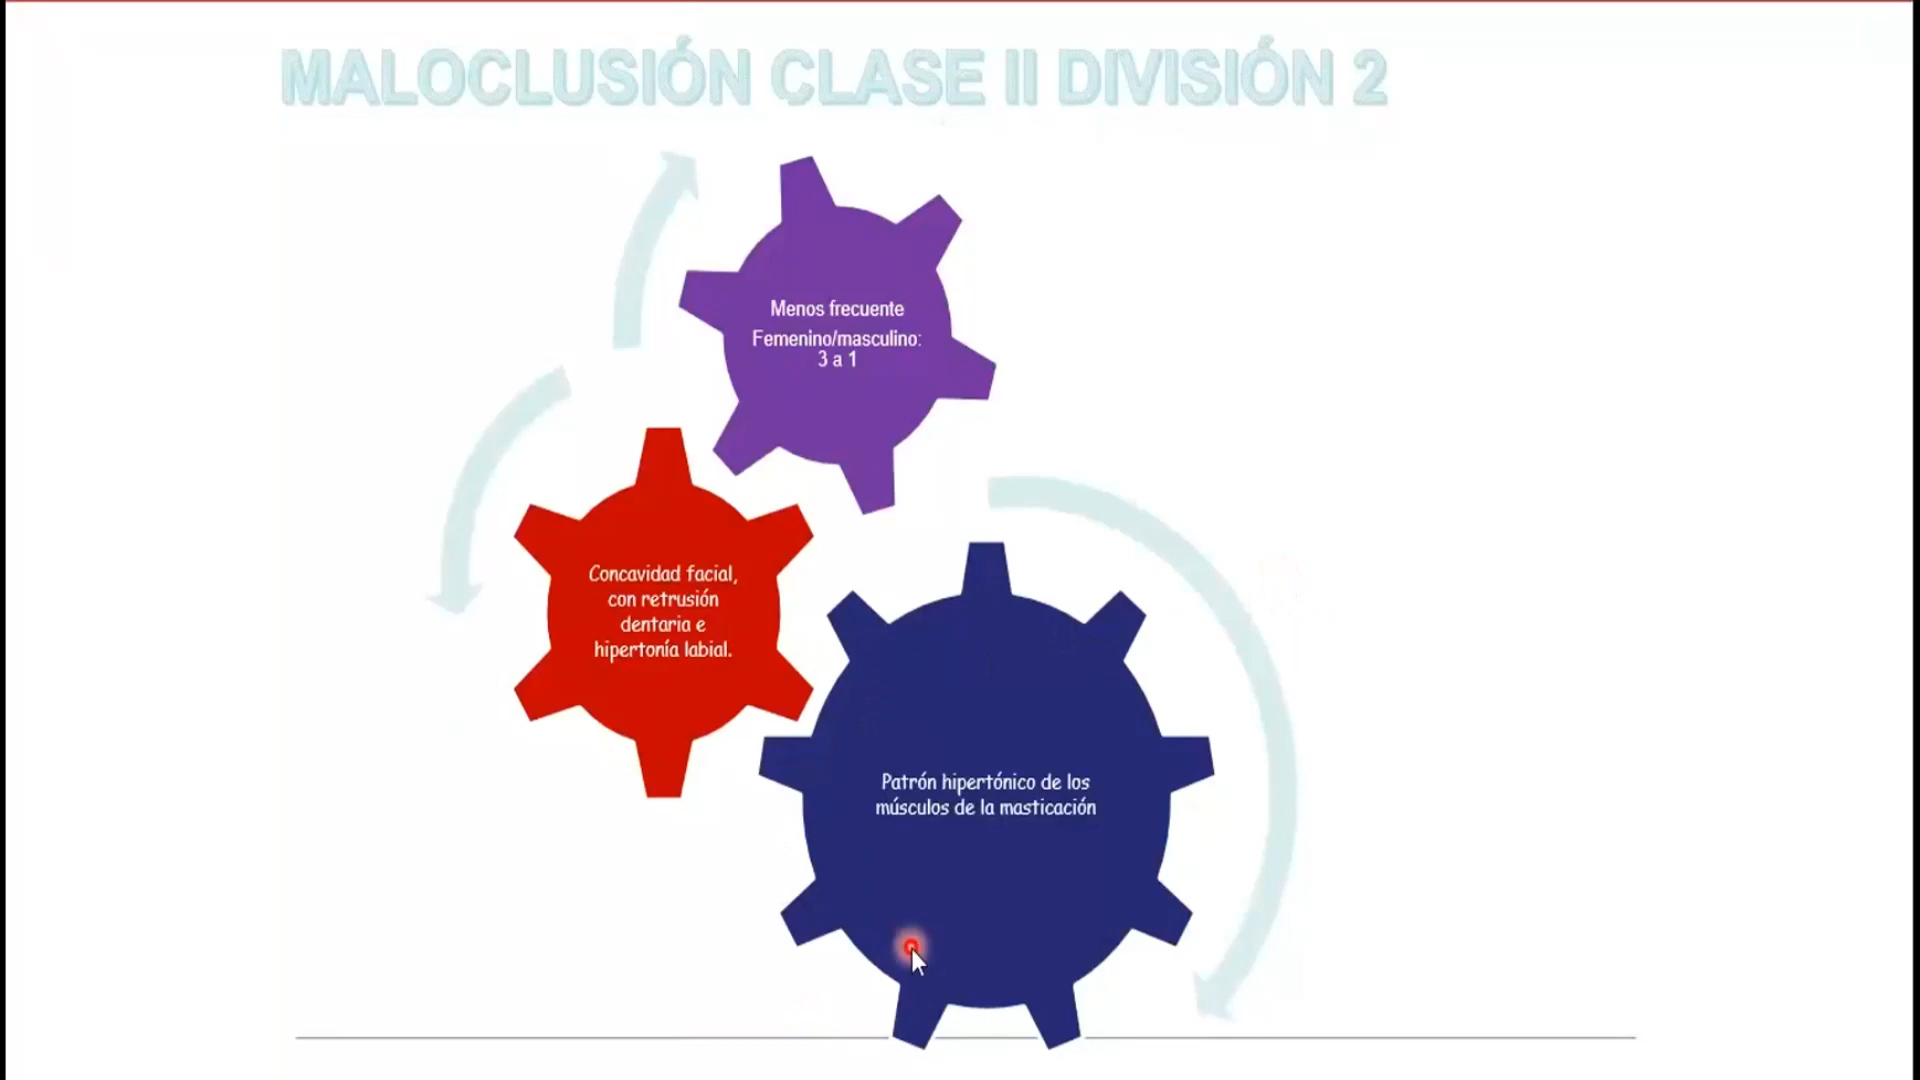 MALOCLUSIÓN CLASE II DIVISIÓN 2
Menos frecuente
Femenino/masculino:
3 a 1
Concavidad facial,
con retrusión
dentaria e
hipertonía labial.
Patrón hipertónico de los
músculos de la masticación